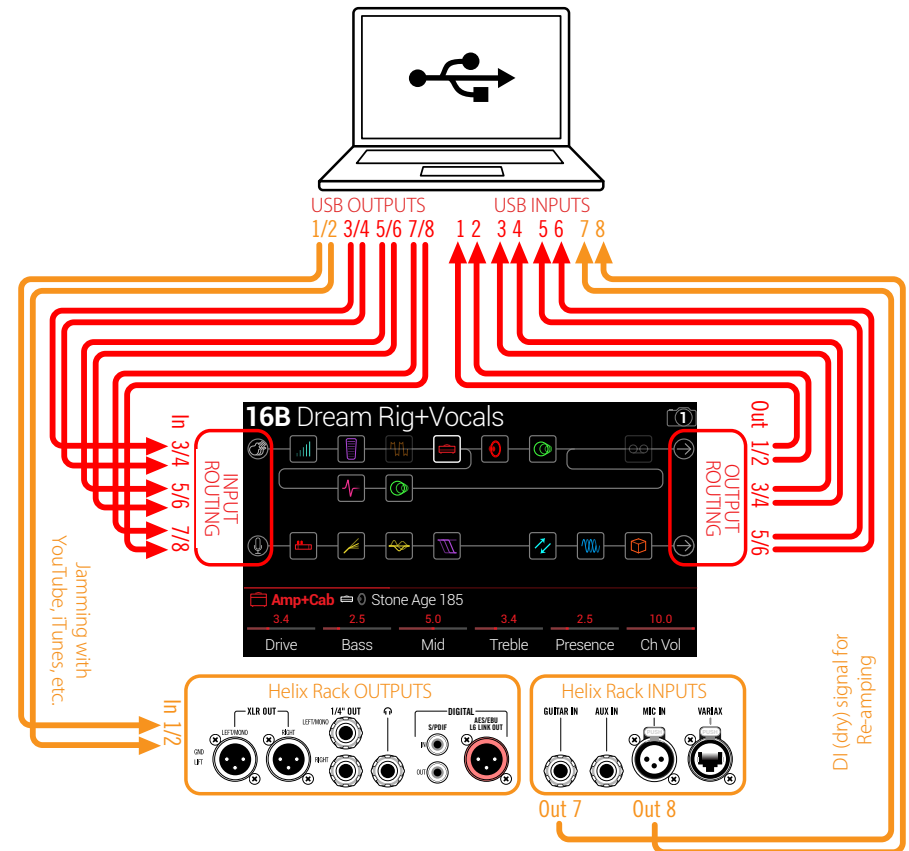 USB OUTPUTS
USB INPUTS
1/2 3/4 5/6 7/8
1 2 3 4 5 6 7 8
In 3/4 5/6 7/8
INPUT
ROUTING
16B Dream Rig+Vocals
1
Out 1/2 3/4 5/6
OUTPUT
ROUTING
Amp+Cab Stone Age 185
3.4 2.5 5.0 3.4 2.5 10.0
Drive Bass Mid Treble Presence Ch Vol
Jamming with
YouTube, iTunes, etc.
In 1/2
DI (dry) signal for
Re-amping
Helix Rack OUTPUTS
XLR OUT
LEFT/MONO
RIGHT
GND
LIFT
1/4" OUT
LEFT/MONO
RIGHT
DIGITAL
S/PDIF
IN
OUT
AES/EBU
L6 LINK OUT
Helix Rack INPUTS
GUITAR IN
AUX IN
MIC IN
VARIAX
PUSH
PUSH
Out 7
Out 8